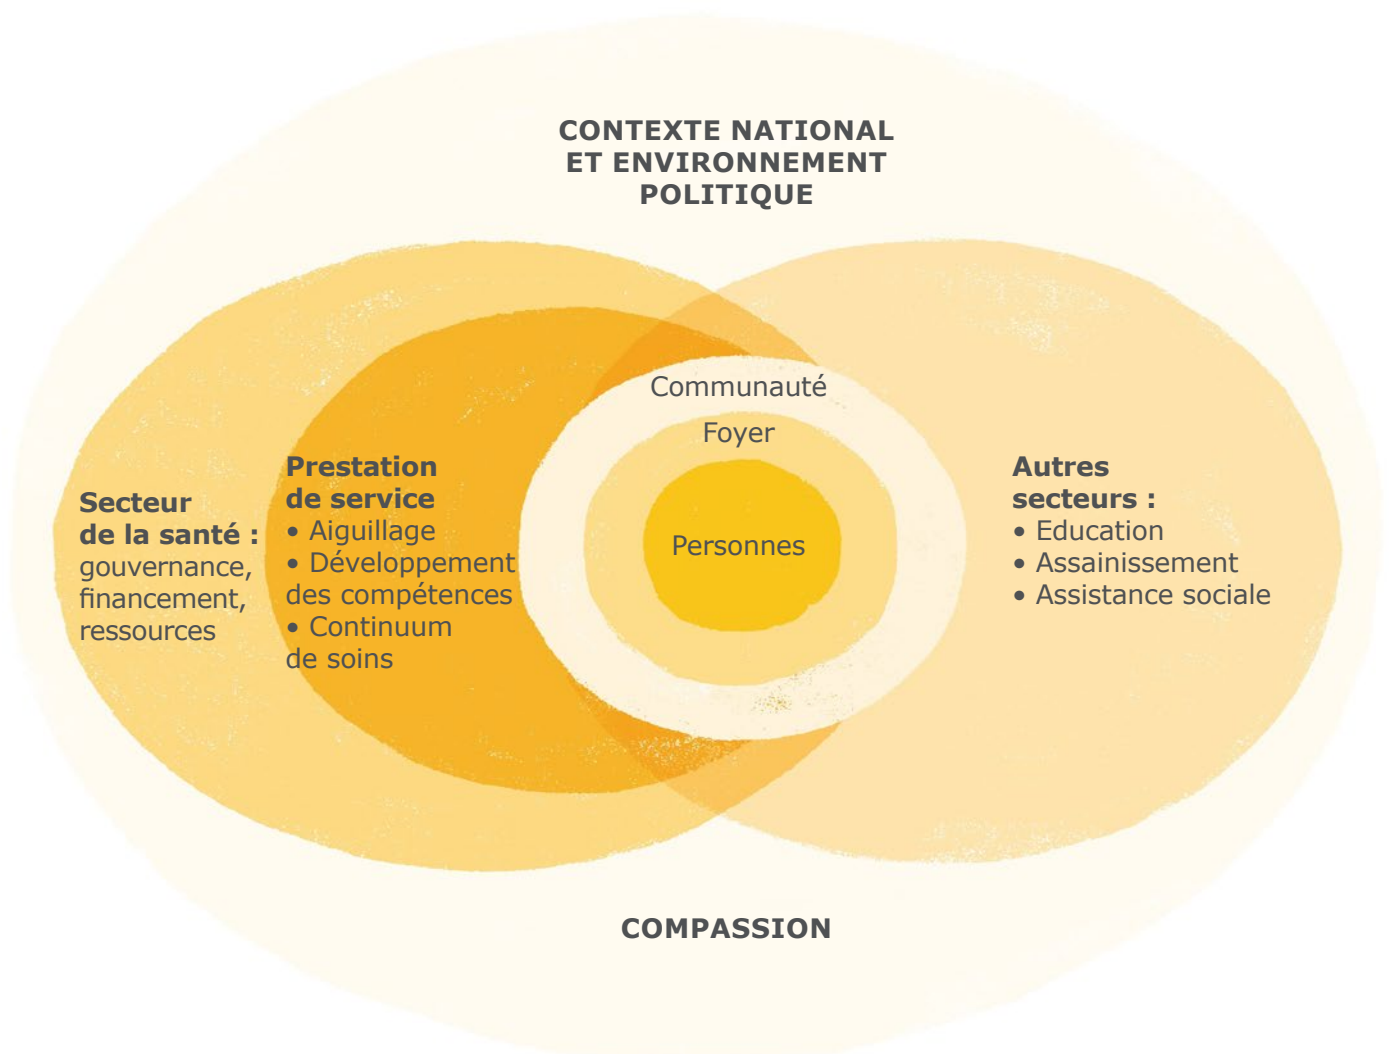 CONTEXTE NATIONAL
ET ENVIRONNEMENT
POLITIQUE
Communauté
Foyer
Personnes
Secteur
de la santé :
gouvernance,
financement,
ressources
Prestation
de service
• Aiguillage
• Développement
des compétences
• Continuum
de soins
Autres
secteurs :
• Education
• Assainissement
• Assistance sociale
COMPASSION